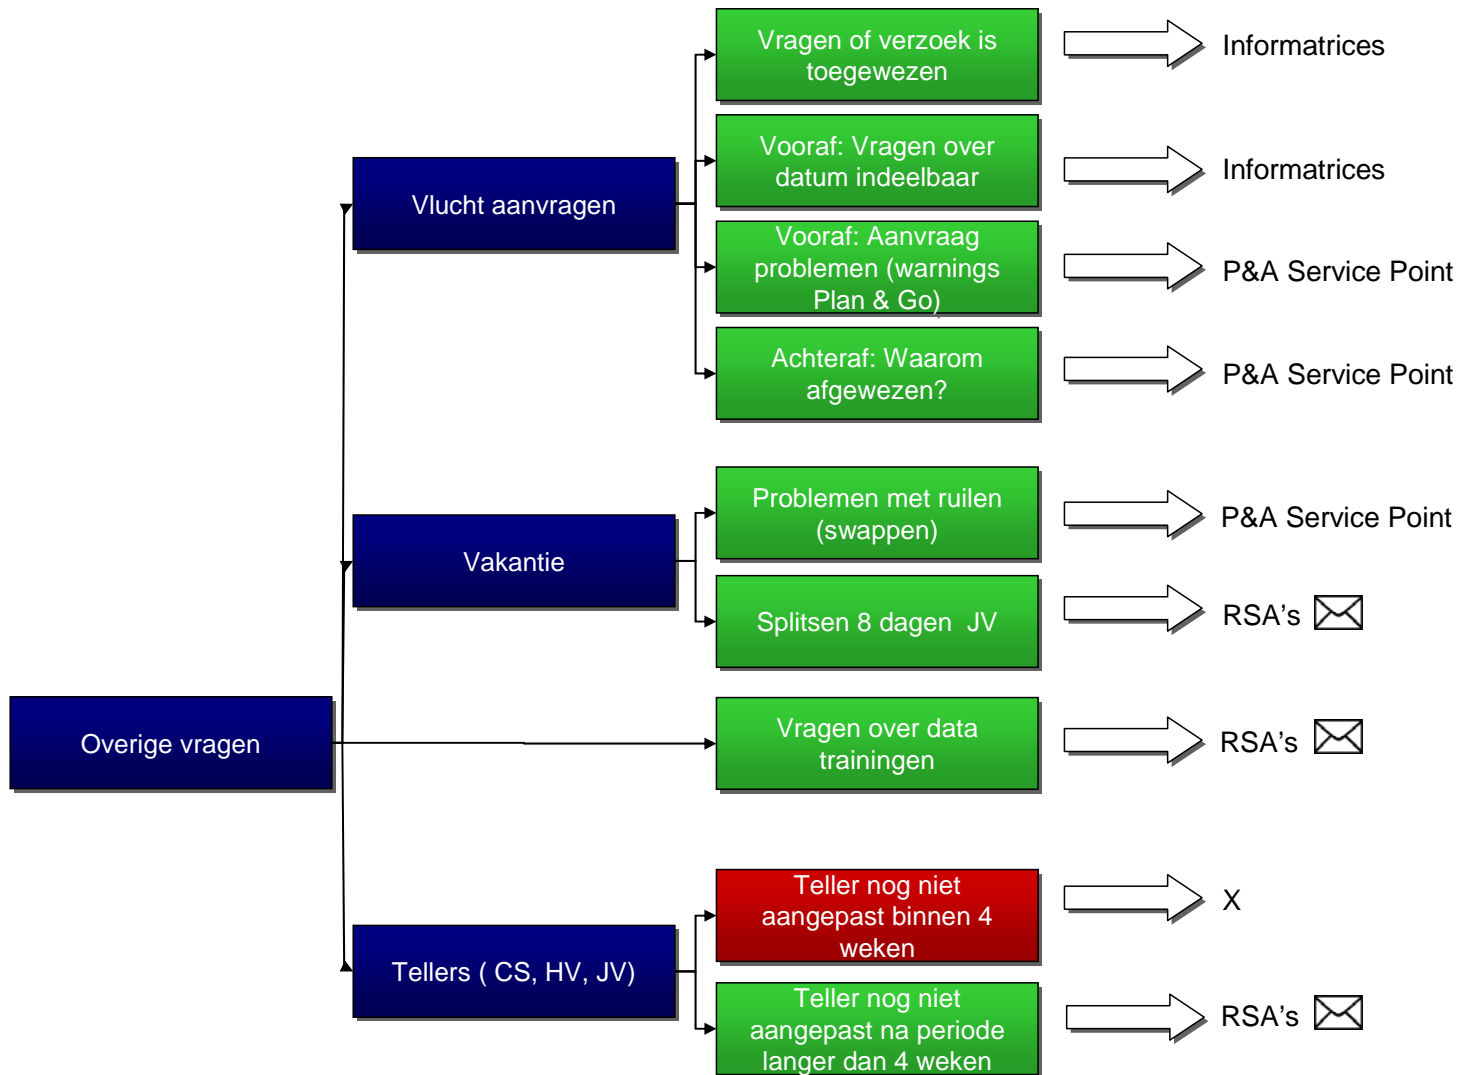 Vragen of verzoek is
toegewezen
Informatrices
Vooraf: Vragen over
datum indeelbaar
Informatrices
Vlucht aanvragen
Vooraf: Aanvraag
problemen (warnings
Plan & Go)
P&A Service Point
Achteraf: Waarom
afgewezen?
P&A Service Point
Problemen met ruilen
(swappen)
P&A Service Point
Vakantie
Splitsen 8 dagen  JV
RSA’s
Overige vragen
Vragen over data
trainingen
RSA’s
Teller nog niet
aangepast binnen 4
weken
X
Tellers ( CS, HV, JV)
Teller nog niet
aangepast na periode
langer dan 4 weken
RSA’s